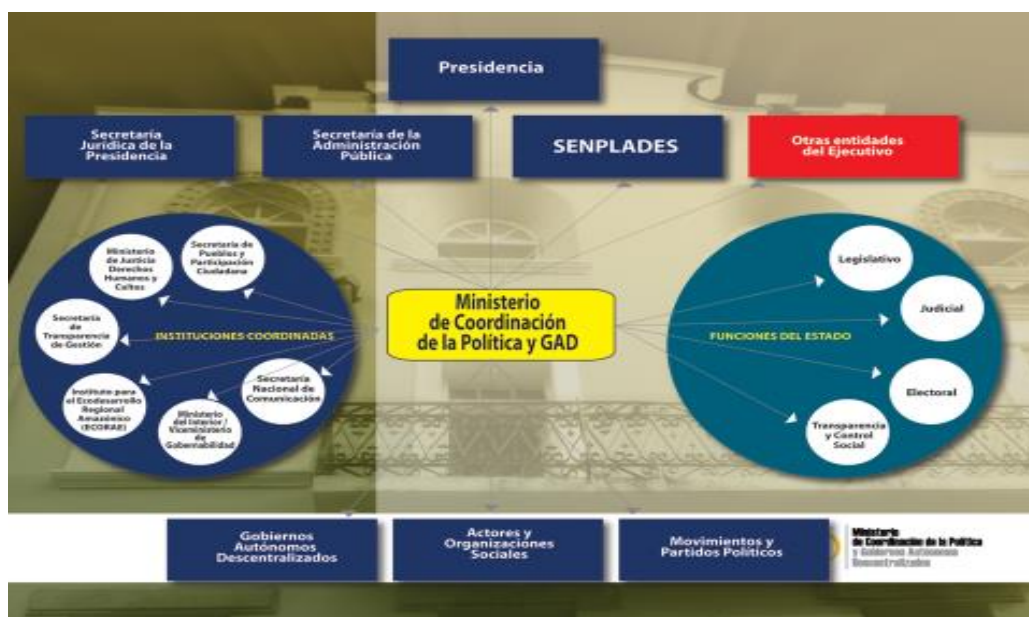 Presidencia
Secretaría
Jurídica de la
Presidencia
Secretaría de la
Administración
Pública
SENPLADES
Otras entidades
del Ejecutivo
Ministerio
de Justicia
Derechos
Humanos y
Cultos
Secretaría de
Pueblos y
Participación
Ciudadana
Secretaría
de
Transparencia
de Gestión
INSTITUCIONES COORDINADAS
Instituto para
el Ecodesarrollo
Regional
Amazónico
(ECORAE)
Ministerio
del Interior /
Viceministerio
de
Gobernabilidad
Secretaría
Nacional de
Comunicación
Ministerio
de Coordinación
de la Política y GAD
FUNCIONES DEL ESTADO
Legislativo
Judicial
Electoral
Transparencia
y Control
Social
Gobiernos
Autónomos
Descentralizados
Actores y
Organizaciones
Sociales
Movimientos y
Partidos Políticos
Ministerio
de Coordinación de la Política
y Gobiernos Autónomos
Descentralizados